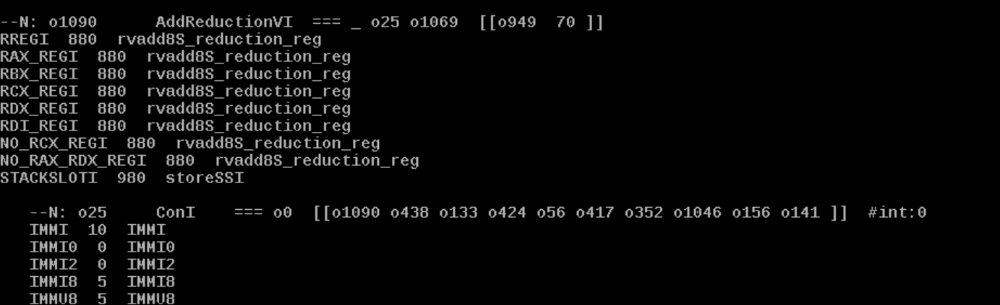 --N: o1090      AddReductionVI  === _ o25 o1069  [[o949  70 ]]
RREGI  880  rvadd8S_reduction_reg
RAX_REGI  880  rvadd8S_reduction_reg
RBX_REGI  880  rvadd8S_reduction_reg
RCX_REGI  880  rvadd8S_reduction_reg
RDX_REGI  880  rvadd8S_reduction_reg
RDI_REGI  880  rvadd8S_reduction_reg
NO_RCX_REGI  880  rvadd8S_reduction_reg
NO_RAX_RDX_REGI  880  rvadd8S_reduction_reg
STACKSLOTI  980  storeSSI
--N: o25     ConI    === o0  [[o1090 o438 o133 o424 o56 o417 o352 o1046 o156 o141 ]]  #int:0
IMMI  10  IMMI
IMMI0  0  IMMI0
IMMI2  0  IMMI2
IMMI8  5  IMMI8
IMMU8  5  IMMU8